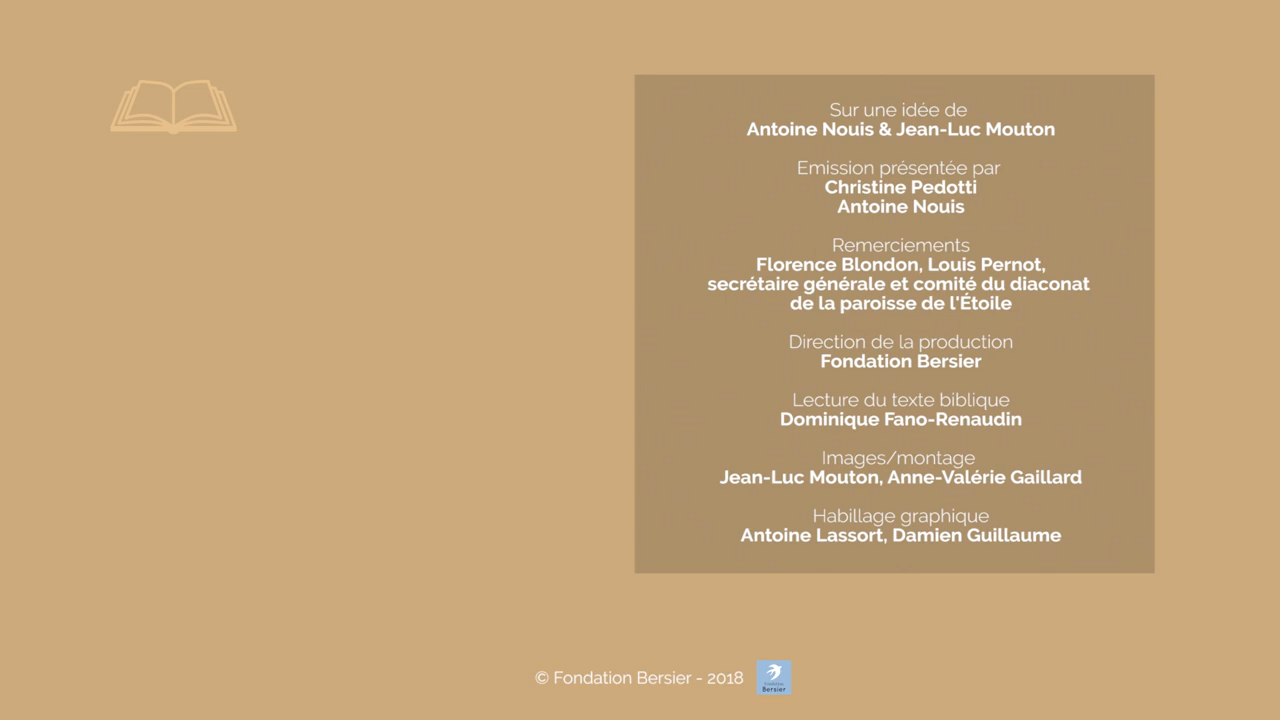 Sur une idée de
Antoine Nouis & Jean-Luc Mouton
Emission présentée par
Christine Pedotti
Antoine Nouis
Remerciements
Florence Blondon, Louis Pernot,
secrétaire générale et comité du diaconat
de la paroisse de l'Étoile
Direction de la production
Fondation Bersier
Lecture du texte biblique
Dominique Fano-Renaudin
Images/montage
Jean-Luc Mouton, Anne-Valérie Gaillard
Habillage graphique
Antoine Lassort, Damien Guillaume
© Fondation Bersier - 2018
Fondation
Bersier